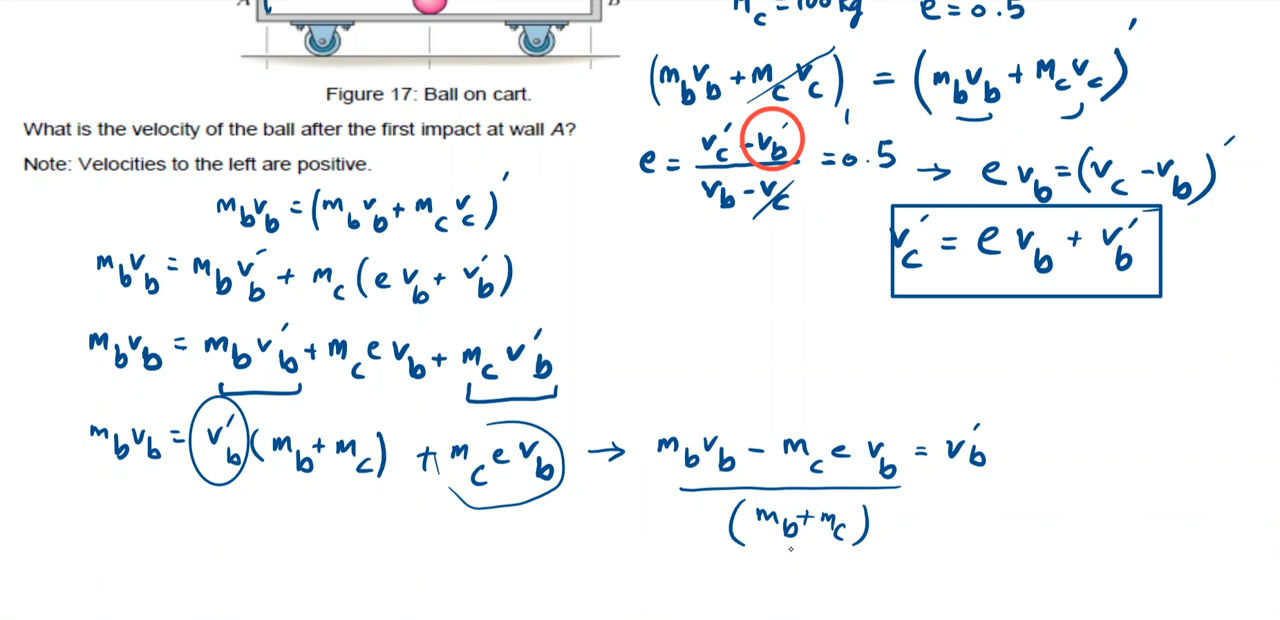 A B
M_c = 100 kg e = 0.5
(m_b v_b + m_c v_c) = (m_b v_b + m_c v_c)'
Figure 17: Ball on cart.
What is the velocity of the ball after the first impact at wall A?
Note: Velocities to the left are positive.
e = (v_c' - v_b') / (v_b - v_c) = 0.5 → e v_b = (v_c - v_b)'
v_c' = e v_b + v_b'
m_b v_b = (m_b v_b + m_c v_c)'
m_b v_b = m_b v_b' + m_c (e v_b + v_b')
m_b v_b = m_b v_b' + m_c e v_b + m_c v_b'
m_b v_b = v_b' (m_b + m_c) + m_c e v_b → (m_b v_b - m_c e v_b) / (m_b + m_c) = v_b'